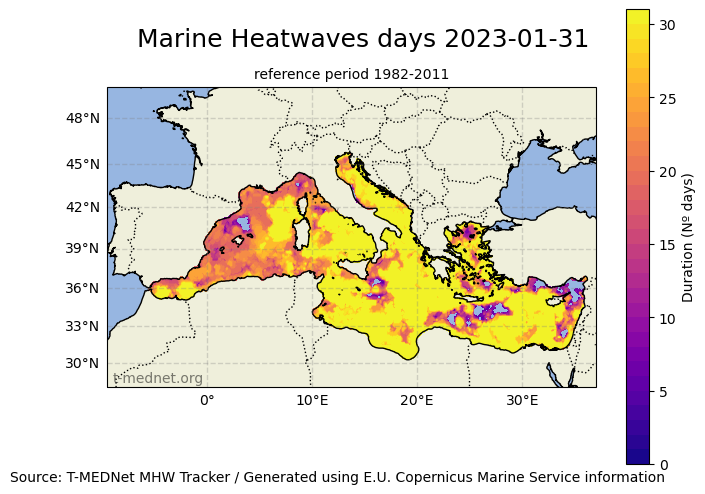 Marine Heatwaves days 2023-01-31
reference period 1982-2011
48°N
45°N
42°N
39°N
36°N
33°N
30°N
t-mednet.org
0°
10°E
20°E
30°E
30
25
20
15
10
5
0
Duration (Nº days)
Source: T-MEDNet MHW Tracker / Generated using E.U. Copernicus Marine Service information